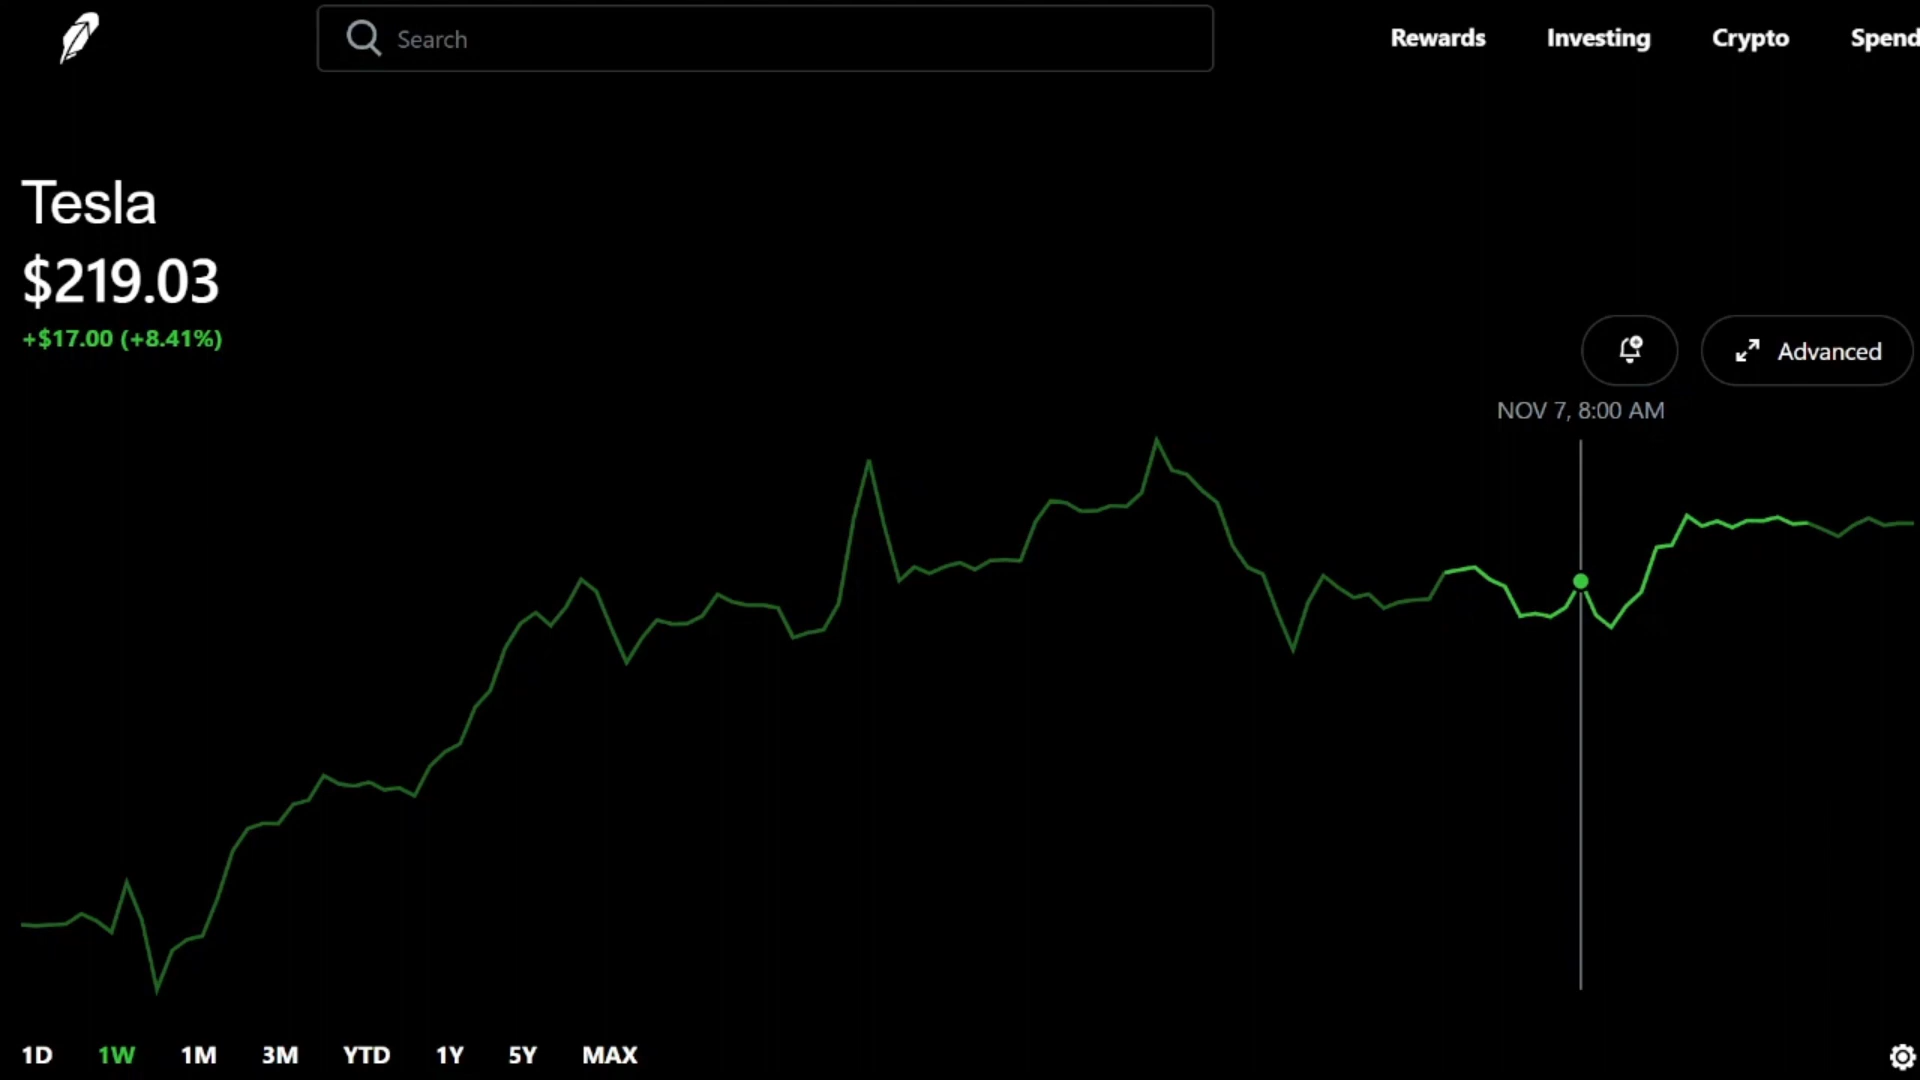 Search
Rewards Investing Crypto Spend
Tesla
$219.03
+$17.00 (+8.41%)
Advanced
NOV 7, 8:00 AM
1D 1W 1M 3M YTD 1Y 5Y MAX